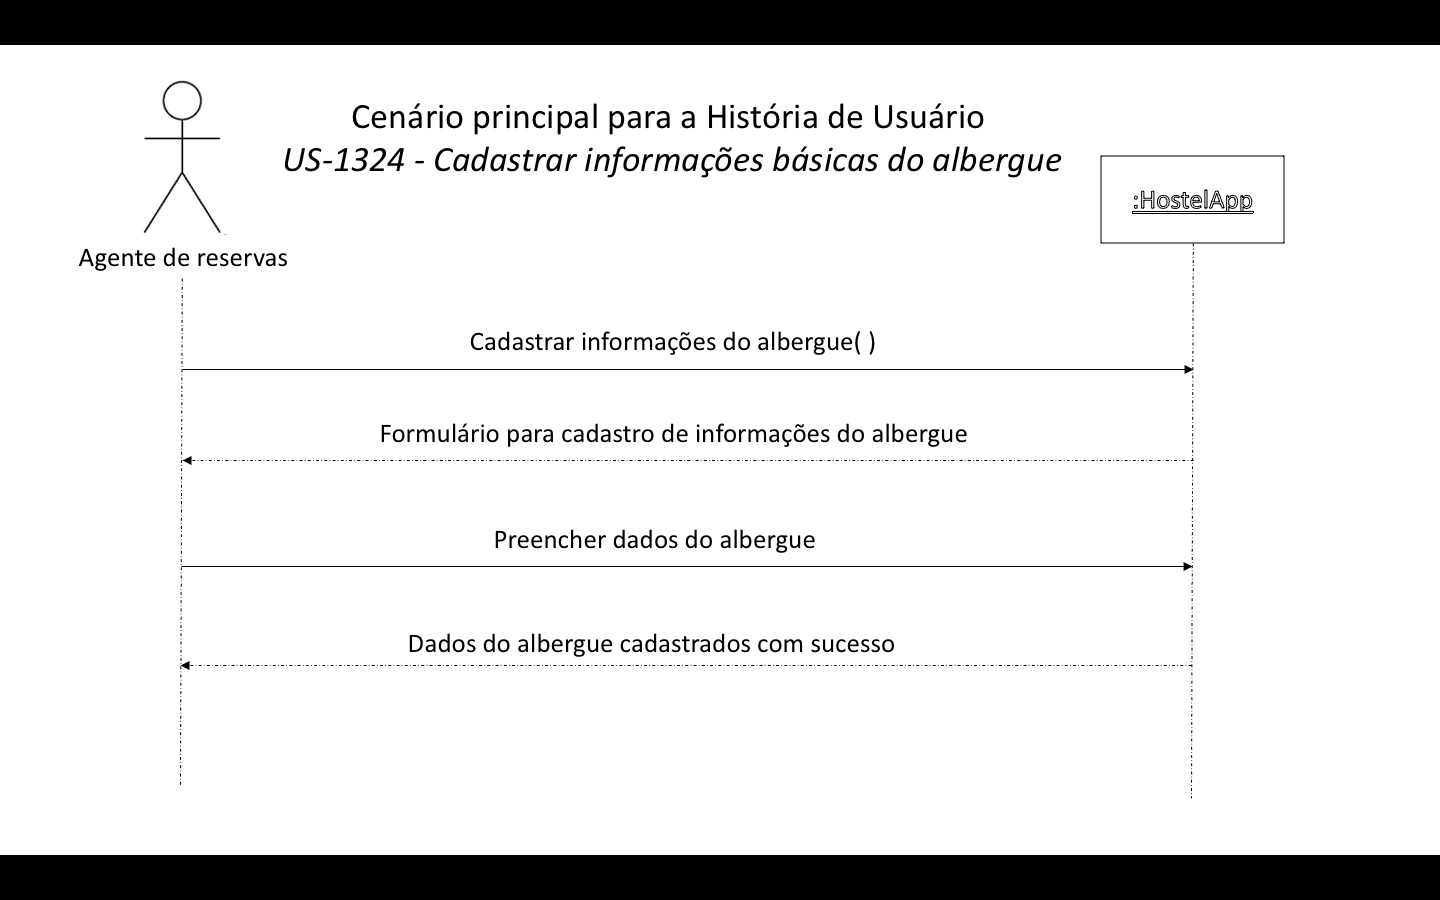 Cenário principal para a História de Usuário
US-1324 - Cadastrar informações básicas do albergue
:HostelApp
Agente de reservas
Cadastrar informações do albergue( )
Formulário para cadastro de informações do albergue
Preencher dados do albergue
Dados do albergue cadastrados com sucesso